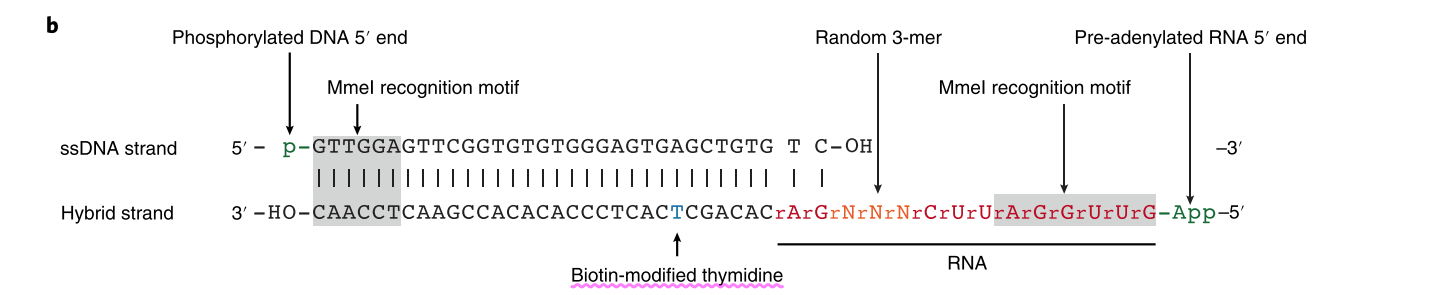 b
Phosphorylated DNA 5′ end
Random 3-mer
Pre-adenylated RNA 5′ end
MmeI recognition motif
MmeI recognition motif
ssDNA strand 5′ – p-GTTGGAGTTCGGTGTGTGGGAGTGAGCTGTG T C-OH –3′
Hybrid strand 3′ -HO-CAACCTCAAGCCACACACCCTCACTCGACACrArGrNrNrNrCrUrUrArGrGrUrUrG-App-5′
Biotin-modified thymidine
RNA